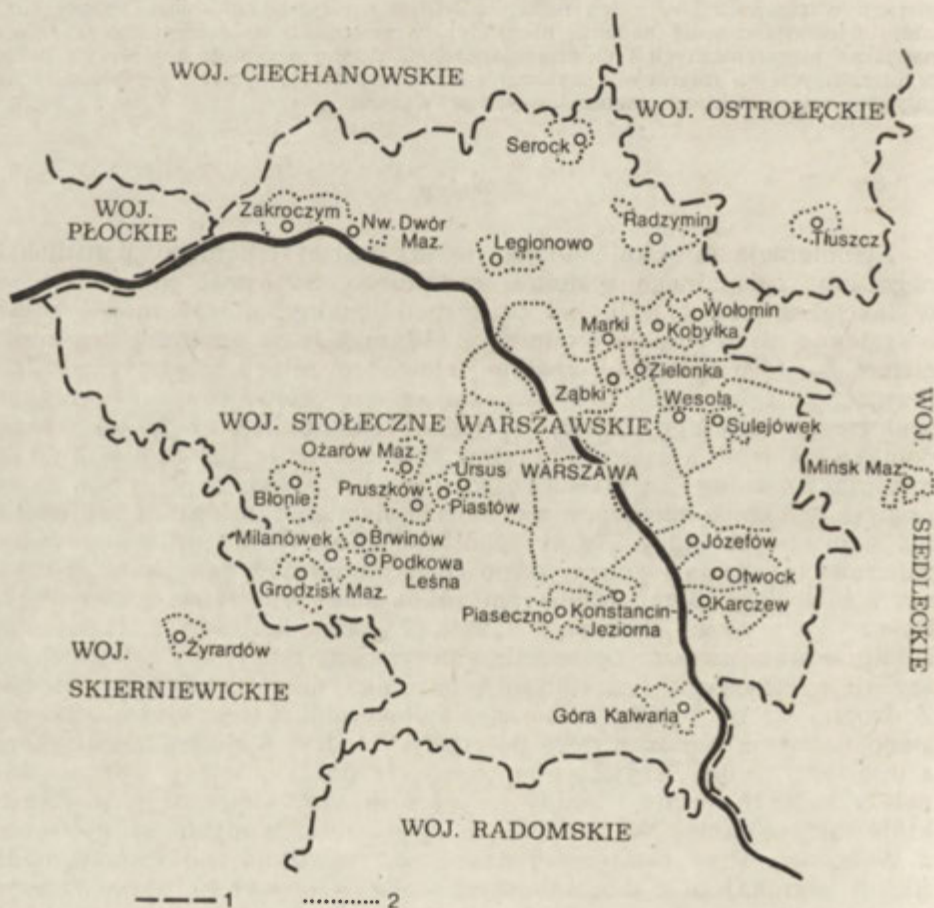 WOJ. CIECHANOWSKIE
WOJ. OSTROŁĘCKIE
Serock
WOJ.
PŁOCKIE
Zakroczym
Nw. Dwór
Maz.
Legionowo
Radzymin
Tłuszcz
Wołomin
Marki
Kobyłka
Zielonka
Ząbki
Wesoła
Sulejówek
WOJ. STOŁECZNE WARSZAWSKIE
Ożarów Maz.
Ursus
WARSZAWA
Mińsk Maz.
WOJ. SIEDLECKIE
Błonie
Pruszków
Piastów
Milanówek
Brwinów
Józefów
Podkowa
Leśna
Otwock
Grodzisk Maz.
Karczew
Piaseczno
Konstancin-
Jeziorna
Żyrardów
WOJ.
SKIERNIEWICKIE
Góra Kalwaria
WOJ. RADOMSKIE
1
2